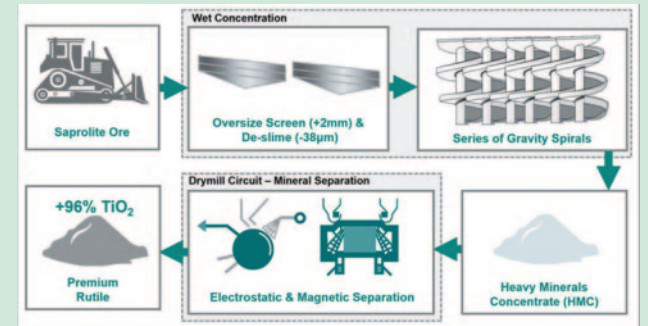 Wet Concentration
Saprolite Ore
Oversize Screen (+2mm) &
De-slime (-38µm)
Series of Gravity Spirals
Drymill Circuit – Mineral Separation
+96% TiO₂
Premium
Rutile
Electrostatic & Magnetic Separation
Heavy Minerals
Concentrate (HMC)